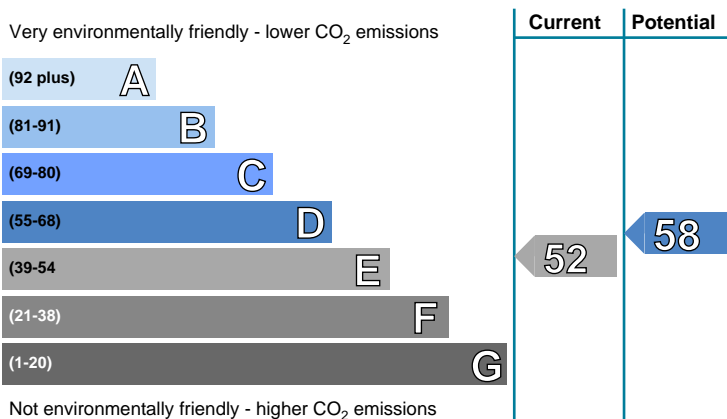 Current Potential
Very environmentally friendly - lower CO2 emissions
(92 plus) A
(81-91) B
(69-80) C
(55-68) D
58
(39-54 E
52
(21-38) F
(1-20) G
Not environmentally friendly - higher CO2 emissions